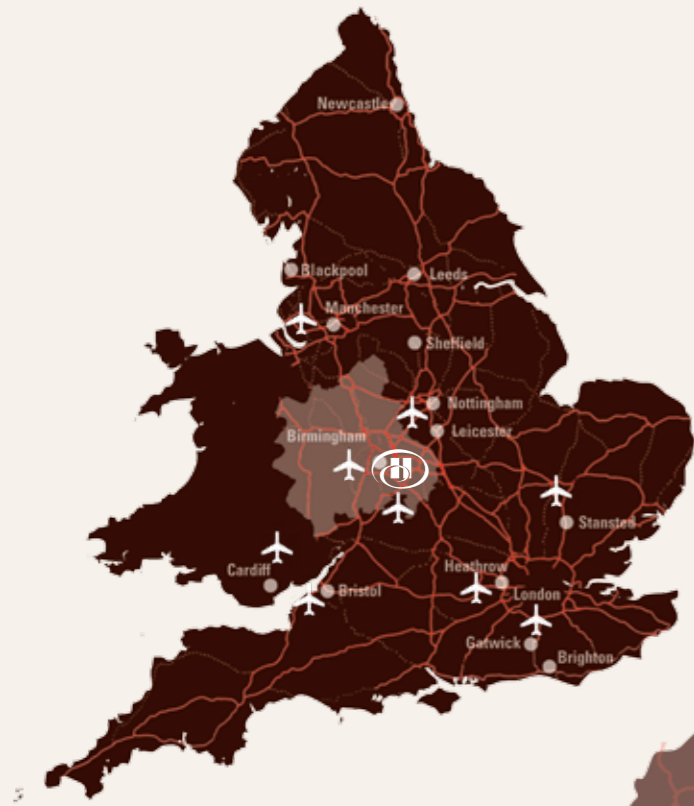 Newcastle
Blackpool
Leeds
Manchester
Sheffield
Nottingham
Leicester
Birmingham
Stansted
Cardiff
Bristol
Heathrow
London
Gatwick
Brighton